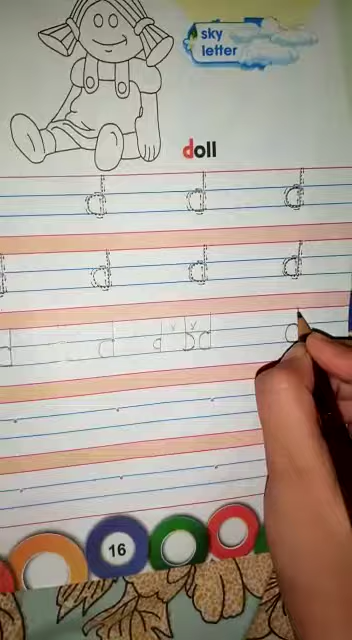 sky
letter
doll
d d d
d d d d
d d c d d d
16